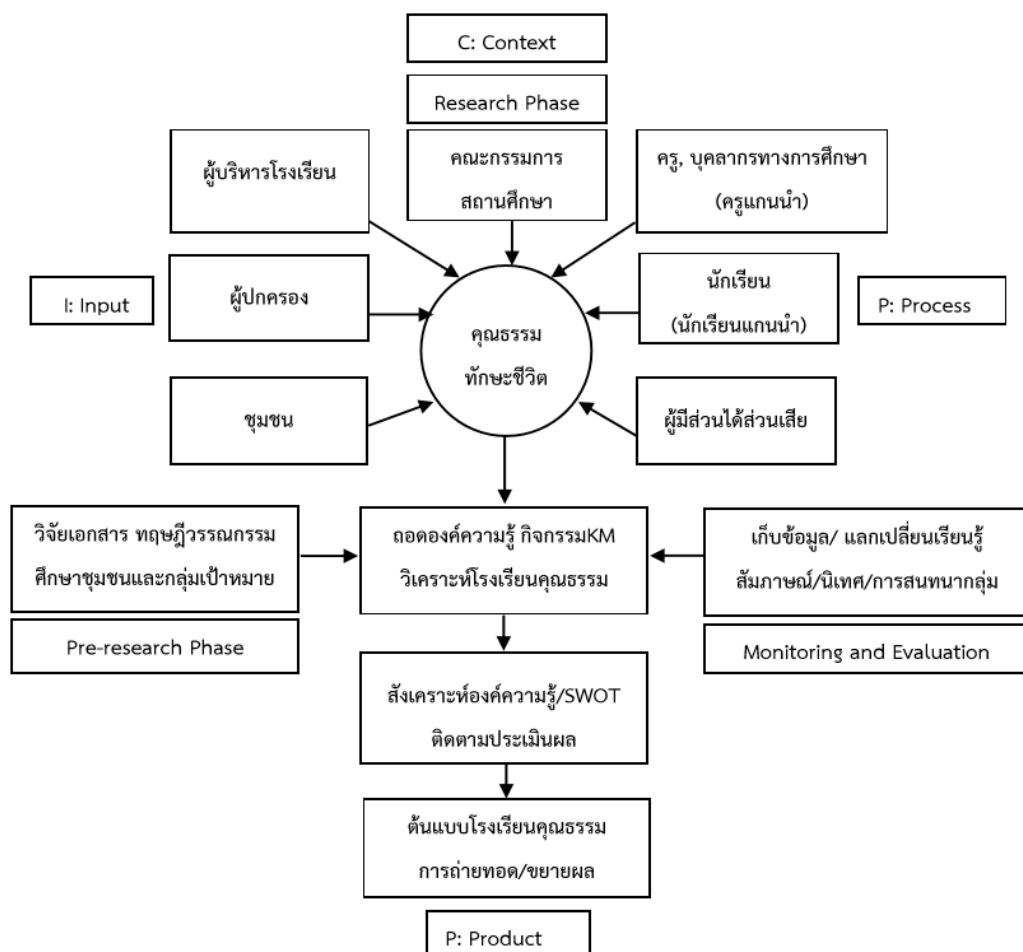 C: Context
Research Phase
ผู้บริหารโรงเรียน
คณะกรรมการ
สถานศึกษา
ครู, บุคลากรทางการศึกษา
(ครูแกนนำ)
I: Input
ผู้ปกครอง
คุณธรรม
ทักษะชีวิต
นักเรียน
(นักเรียนแกนนำ)
P: Process
ชุมชน
ผู้มีส่วนได้ส่วนเสีย
วิจัยเอกสาร ทฤษฎีวรรณกรรม
ศึกษาชุมชนและกลุ่มเป้าหมาย
Pre-research Phase
ถอดองค์ความรู้ กิจกรรมKM
วิเคราะห์โรงเรียนคุณธรรม
เก็บข้อมูล/ แลกเปลี่ยนเรียนรู้
สัมภาษณ์/นิเทศ/การสนทนากลุ่ม
Monitoring and Evaluation
สังเคราะห์องค์ความรู้/SWOT
ติดตามประเมินผล
ต้นแบบโรงเรียนคุณธรรม
การถ่ายทอด/ขยายผล
P: Product